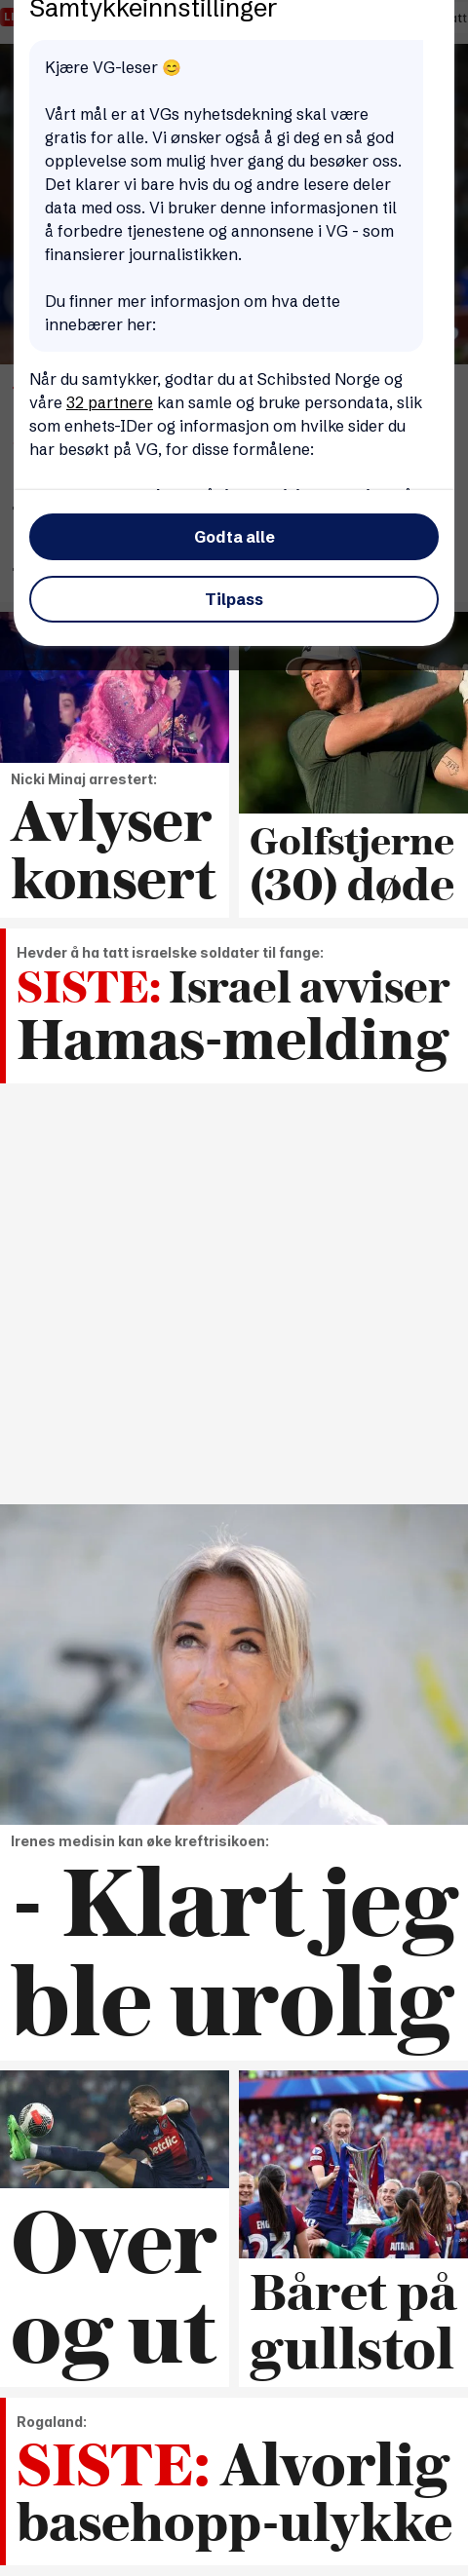 Samtykkeinnstillinger
Kjære VG-leser 😊
Vårt mål er at VGs nyhetsdekning skal være
gratis for alle. Vi ønsker også å gi deg en så god
opplevelse som mulig hver gang du besøker oss.
Det klarer vi bare hvis du og andre lesere deler
data med oss. Vi bruker denne informasjonen til
å forbedre tjenestene og annonsene i VG - som
finansierer journalistikken.
Du finner mer informasjon om hva dette
innebærer her:
Når du samtykker, godtar du at Schibsted Norge og
våre 32 partnere kan samle og bruke persondata, slik
som enhets-IDer og informasjon om hvilke sider du
har besøkt på VG, for disse formålene:
Godta alle
Tilpass
Nicki Minaj arrestert:
Avlyser
konsert
Golfstjerne
(30) døde
Hevder å ha tatt israelske soldater til fange:
SISTE: Israel avviser
Hamas-melding
Irenes medisin kan øke kreftrisikoen:
- Klart jeg
ble urolig
Over
og ut
Båret på
gullstol
Rogaland:
SISTE: Alvorlig
basehopp-ulykke